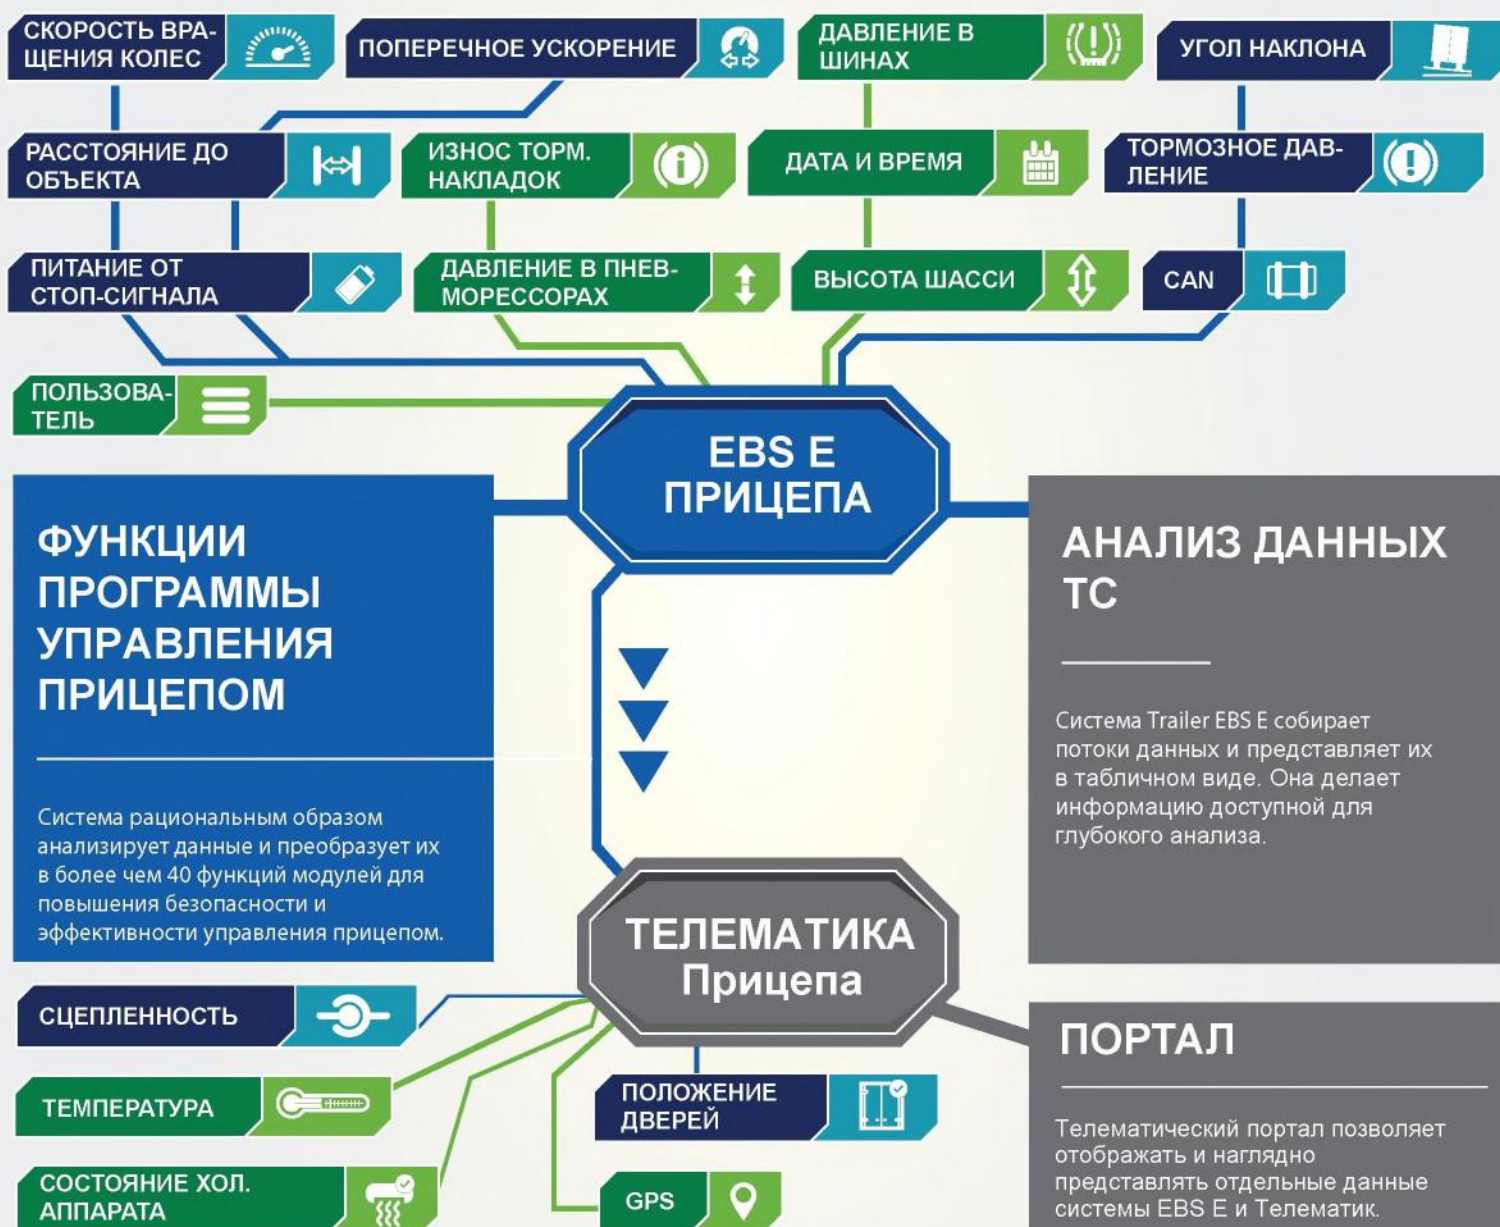 СКОРОСТЬ ВРА-
ЩЕНИЯ КОЛЕС
ПОПЕРЕЧНОЕ УСКОРЕНИЕ
ДАВЛЕНИЕ В
ШИНАХ
УГОЛ НАКЛОНА
РАССТОЯНИЕ ДО
ОБЪЕКТА
ИЗНОС ТОРМ.
НАКЛАДОК
ДАТА И ВРЕМЯ
ТОРМОЗНОЕ ДАВ-
ЛЕНИЕ
ПИТАНИЕ ОТ
СТОП-СИГНАЛА
ДАВЛЕНИЕ В ПНЕВ-
МОРЕССОРАХ
ВЫСОТА ШАССИ
CAN
ПОЛЬЗОВА-
ТЕЛЬ
EBS E
ПРИЦЕПА
ФУНКЦИИ
ПРОГРАММЫ
УПРАВЛЕНИЯ
ПРИЦЕПОМ
Система рациональным образом
анализирует данные и преобразует их
в более чем 40 функций модулей для
повышения безопасности и
эффективности управления прицепом.
АНАЛИЗ ДАННЫХ
ТС
Система Trailer EBS E собирает
потоки данных и представляет их
в табличном виде. Она делает
информацию доступной для
глубокого анализа.
ТЕЛЕМАТИКА
Прицепа
СЦЕПЛЕННОСТЬ
ТЕМПЕРАТУРА
СОСТОЯНИЕ ХОЛ.
АППАРАТА
ПОЛОЖЕНИЕ
ДВЕРЕЙ
GPS
ПОРТАЛ
Телематический портал позволяет
отображать и наглядно
представлять отдельные данные
системы EBS E и Телематик.